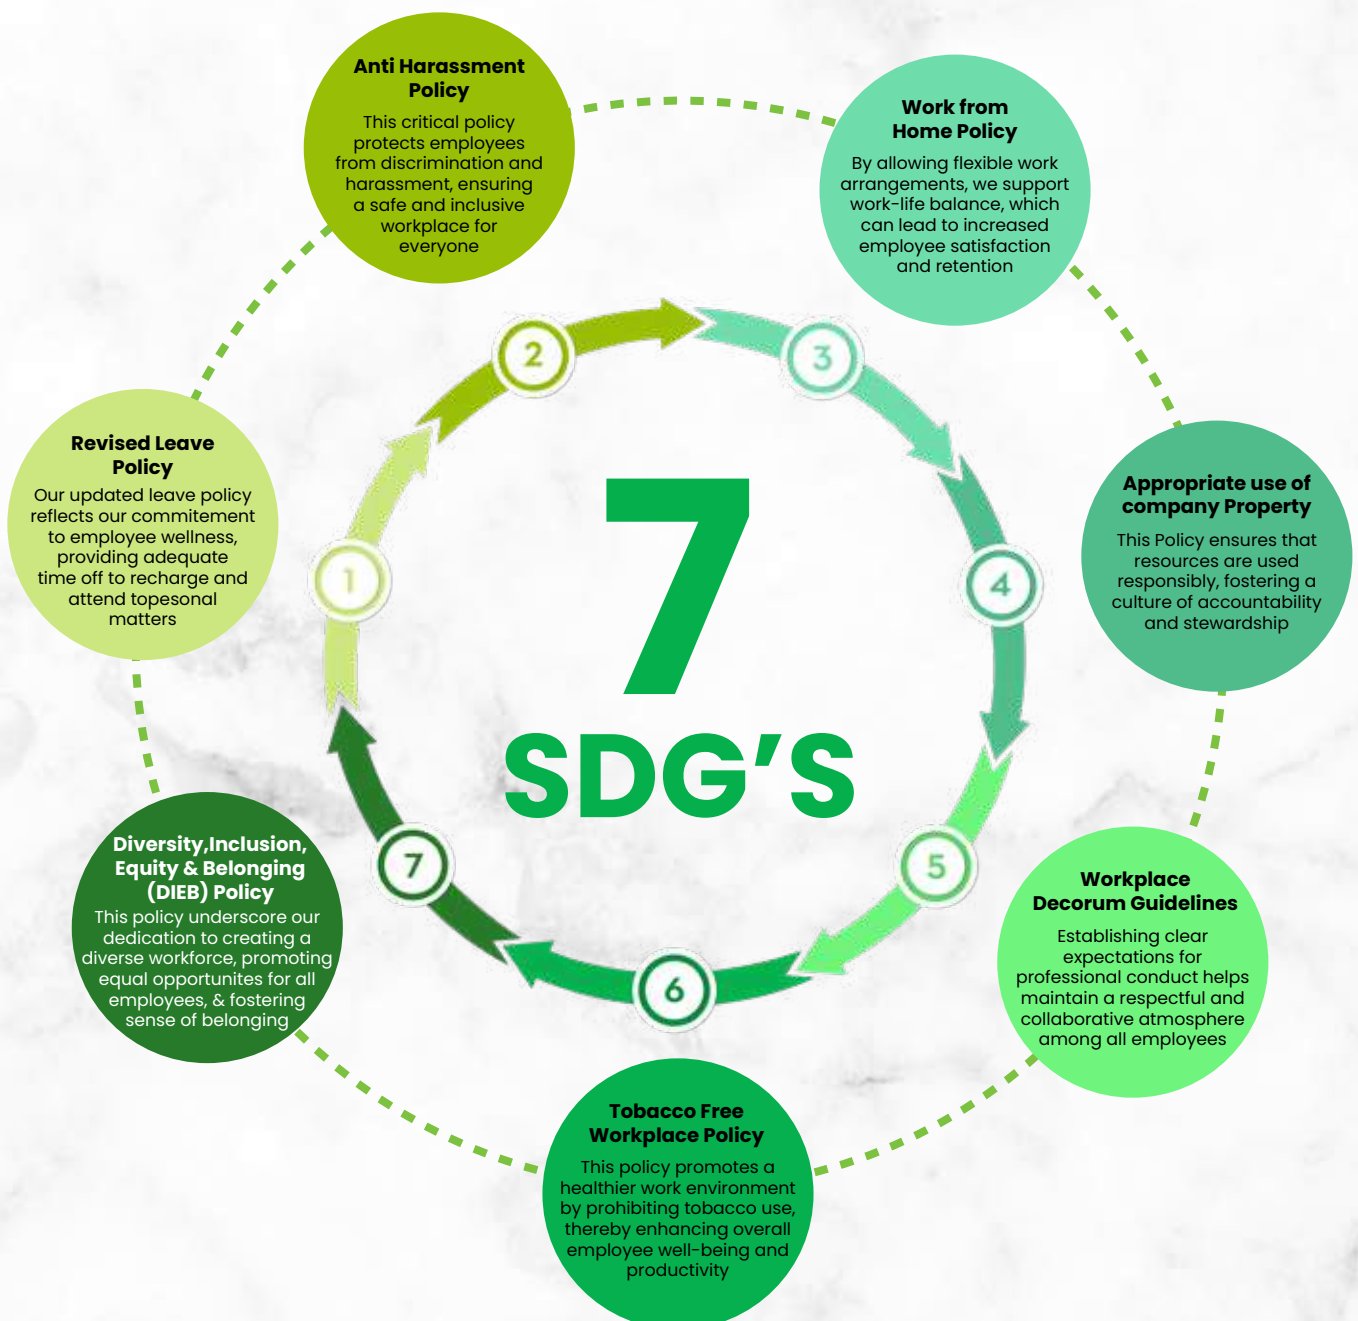 Anti Harassment
Policy
This critical policy
protects employees
from discrimination and
harassment, ensuring
a safe and inclusive
workplace for
everyone
Work from
Home Policy
By allowing flexible work
arrangements, we support
work-life balance, which
can lead to increased
employee satisfaction
and retention
Revised Leave
Policy
Our updated leave policy
reflects our commitement
to employee wellness,
providing adequate
time off to recharge and
attend topesonal
matters
Appropriate use of
company Property
This Policy ensures that
resources are used
responsibly, fostering a
culture of accountability
and stewardship
1
2
3
4
5
6
7
7
SDG'S
Diversity,Inclusion,
Equity & Belonging
(DIEB) Policy
This policy underscore our
dedication to creating a
diverse workforce, promoting
equal opportunites for all
employees, & fostering
sense of belonging
Workplace
Decorum Guidelines
Establishing clear
expectations for
professional conduct helps
maintain a respectful and
collaborative atmosphere
among all employees
Tobacco Free
Workplace Policy
This policy promotes a
healthier work environment
by prohibiting tobacco use,
thereby enhancing overall
employee well-being and
productivity